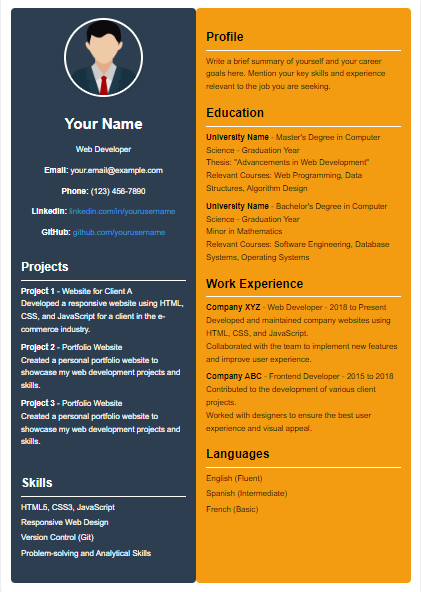 Your Name
Web Developer
Email: your.email@example.com
Phone: (123) 456-7890
LinkedIn: linkedin.com/in/yourusername
GitHub: github.com/yourusername
Projects
Project 1 - Website for Client A
Developed a responsive website using HTML,
CSS, and JavaScript for a client in the e-
commerce industry.
Project 2 - Portfolio Website
Created a personal portfolio website to
showcase my web development projects and
skills.
Project 3 - Portfolio Website
Created a personal portfolio website to
showcase my web development projects and
skills.
Skills
HTML5, CSS3, JavaScript
Responsive Web Design
Version Control (Git)
Problem-solving and Analytical Skills
Profile
Write a brief summary of yourself and your career
goals here. Mention your key skills and experience
relevant to the job you are seeking.
Education
University Name - Master's Degree in Computer
Science - Graduation Year
Thesis: "Advancements in Web Development"
Relevant Courses: Web Programming, Data
Structures, Algorithm Design
University Name - Bachelor's Degree in Computer
Science - Graduation Year
Minor in Mathematics
Relevant Courses: Software Engineering, Database
Systems, Operating Systems
Work Experience
Company XYZ - Web Developer - 2018 to Present
Developed and maintained company websites using
HTML, CSS, and JavaScript.
Collaborated with the team to implement new features
and improve user experience.
Company ABC - Frontend Developer - 2015 to 2018
Contributed to the development of various client
projects.
Worked with designers to ensure the best user
experience and visual appeal.
Languages
English (Fluent)
Spanish (Intermediate)
French (Basic)